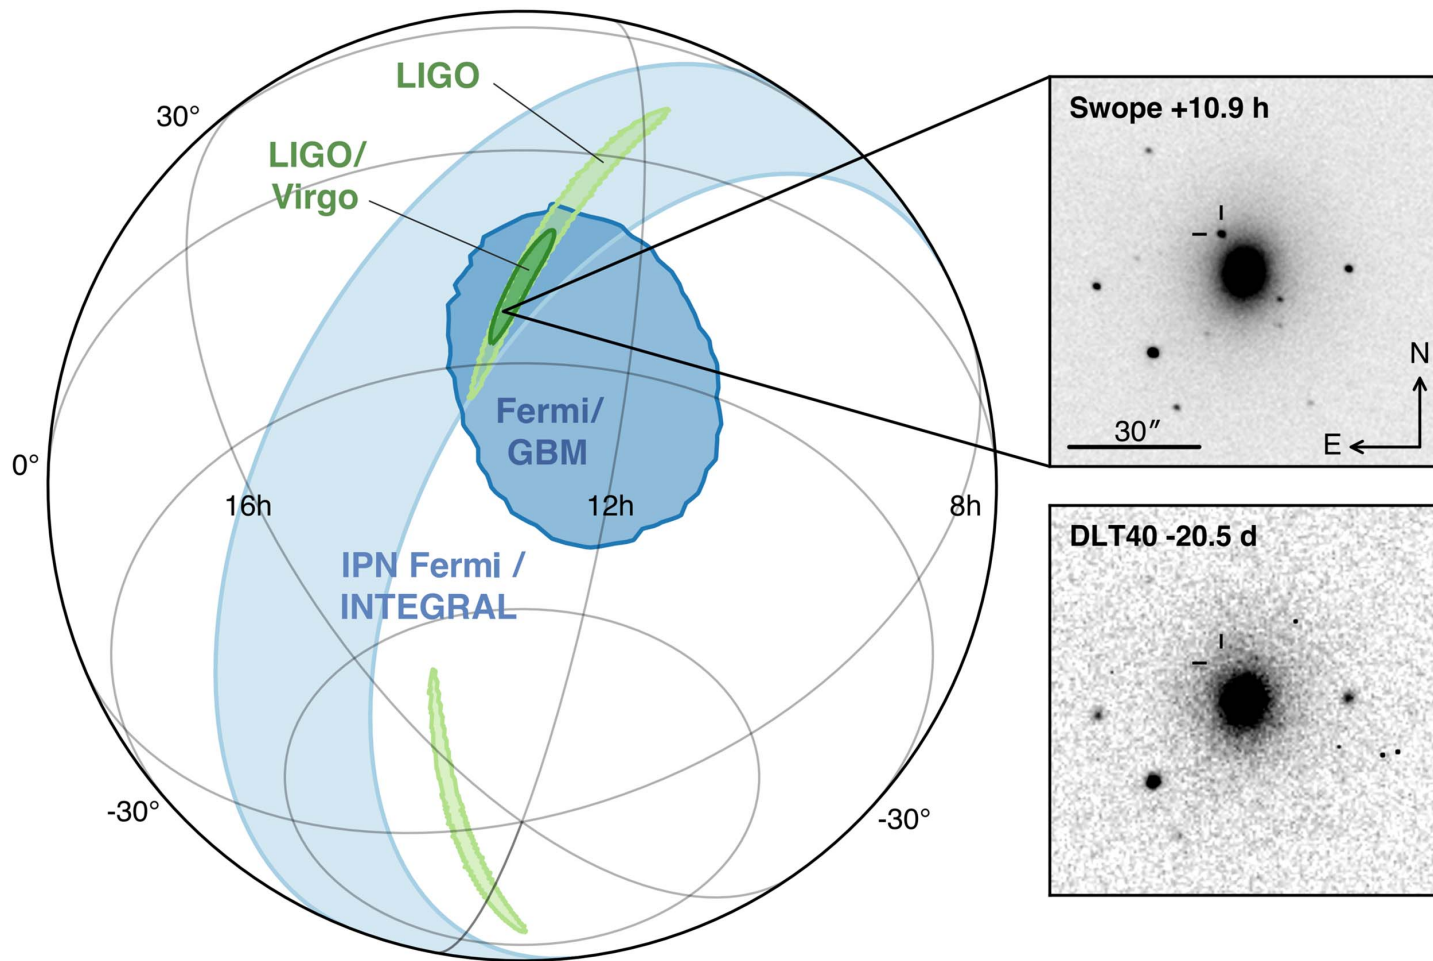 LIGO
LIGO/
Virgo
30°
0°
16h
12h
8h
Fermi/
GBM
IPN Fermi /
INTEGRAL
-30°
-30°
Swope +10.9 h
30″
N
E
DLT40 -20.5 d